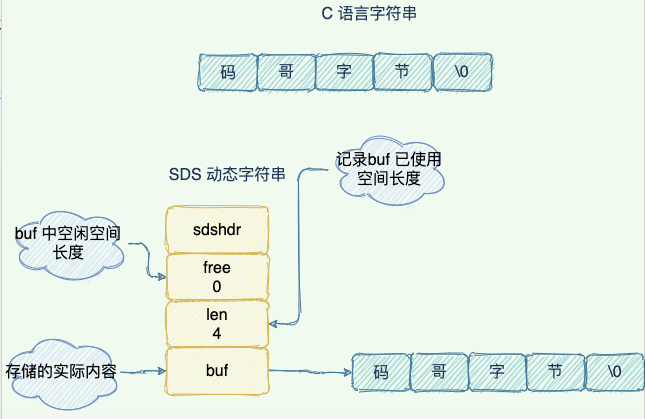 C 语言字符串
码 哥 字 节 \0
记录buf 已使用
空间长度
SDS 动态字符串
buf 中空闲空间
长度
sdshdr
free
0
len
4
存储的实际内容
buf
码 哥 字 节 \0